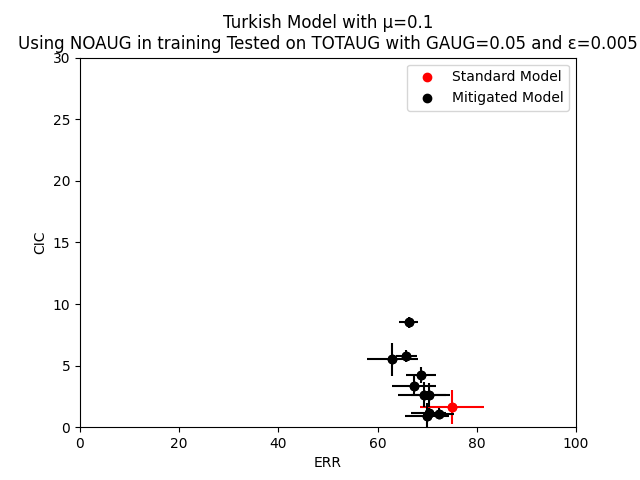 Turkish Model with μ=0.1
Using NOAUG in training Tested on TOTAUG with GAUG=0.05 and ε=0.005
Standard Model
Mitigated Model
30
25
20
15
10
5
0
CIC
0 20 40 60 80 100
ERR